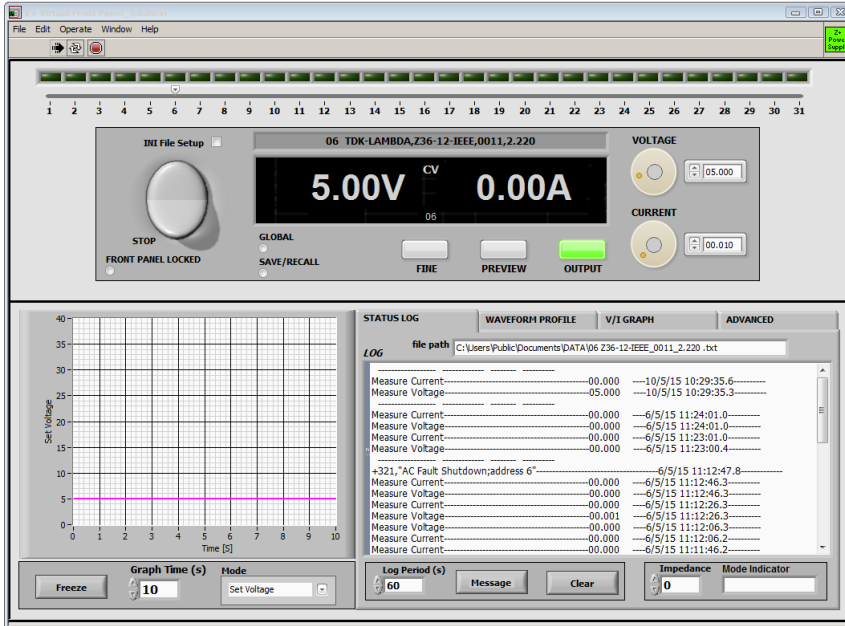 Z+ Virtual Front Panel_3.0.08.vi
File Edit Operate Window Help
Z+
Power
Supply
1 2 3 4 5 6 7 8 9 10 11 12 13 14 15 16 17 18 19 20 21 22 23 24 25 26 27 28 29 30 31
INI File Setup
06 TDK-LAMBDA,Z36-12-IEEE,0011,2.220
VOLTAGE
5.00V CV 0.00A
06
05.000
CURRENT
00.010
STOP
GLOBAL
FRONT PANEL LOCKED
SAVE/RECALL
FINE PREVIEW OUTPUT
40
35
30
25
20
15
10
5
0
Set Voltage
0 1 2 3 4 5 6 7 8 9 10
Time [S]
STATUS LOG WAVEFORM PROFILE V/I GRAPH ADVANCED
LOG file path C:\Users\Public\Documents\DATA\06 Z36-12-IEEE_0011_2.220 .txt
------------------ ------------- -------- ----------
Measure Current-----------------------------------00.000 ----10/5/15 10:29:35.6----------
Measure Voltage-----------------------------------05.000 ----10/5/15 10:29:35.3----------
------------------ ------------- -------- ----------
Measure Current-----------------------------------00.000 ----6/5/15 11:24:01.0----------
Measure Voltage-----------------------------------00.000 ----6/5/15 11:24:01.0----------
Measure Current-----------------------------------00.000 ----6/5/15 11:23:01.0----------
Measure Voltage-----------------------------------00.000 ----6/5/15 11:23:00.4----------
------------------ ------------- -------- ----------
+321,"AC Fault Shutdown;address 6"-----------------------------6/5/15 11:12:47.8------------
Measure Current-----------------------------------00.000 ----6/5/15 11:12:46.3----------
Measure Voltage-----------------------------------00.000 ----6/5/15 11:12:46.3----------
Measure Current-----------------------------------00.000 ----6/5/15 11:12:26.3----------
Measure Voltage-----------------------------------00.001 ----6/5/15 11:12:26.3----------
Measure Voltage-----------------------------------00.000 ----6/5/15 11:12:06.3----------
Measure Current-----------------------------------00.000 ----6/5/15 11:12:06.2----------
Measure Current-----------------------------------00.000 ----6/5/15 11:11:46.2----------
Freeze
Graph Time (s)
10
Mode
Set Voltage
Log Period (s)
60
Message
Clear
Impedance
0
Mode Indicator